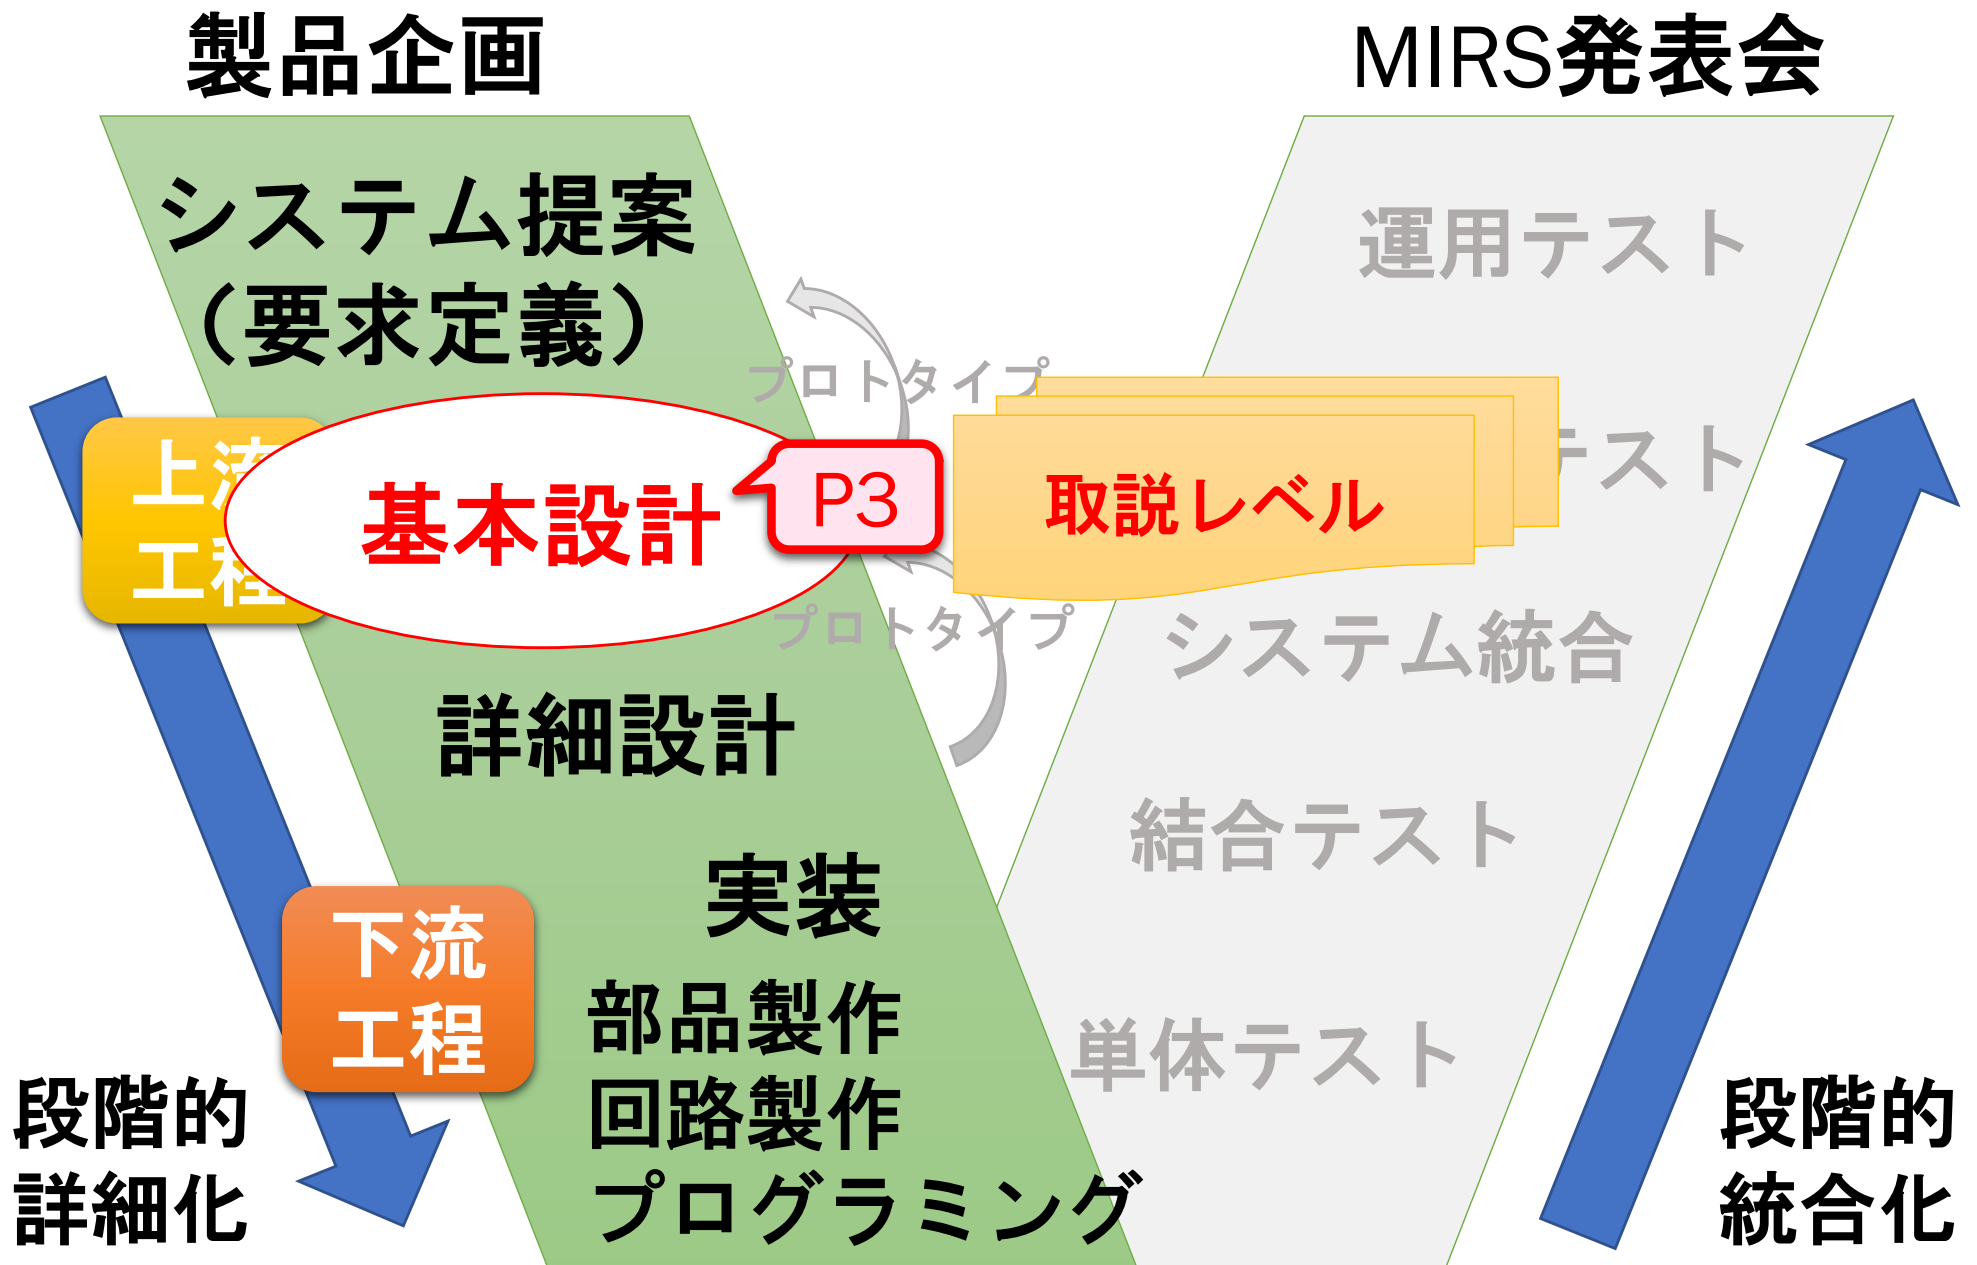 製品企画
MIRS発表会
システム提案
（要求定義）
運用テスト
プロトタイプ
上流
工程
基本設計
P3
取説レベル
テスト
プロトタイプ
システム統合
詳細設計
結合テスト
実装
下流
工程
部品製作
回路製作
プログラミング
単体テスト
段階的
詳細化
段階的
統合化